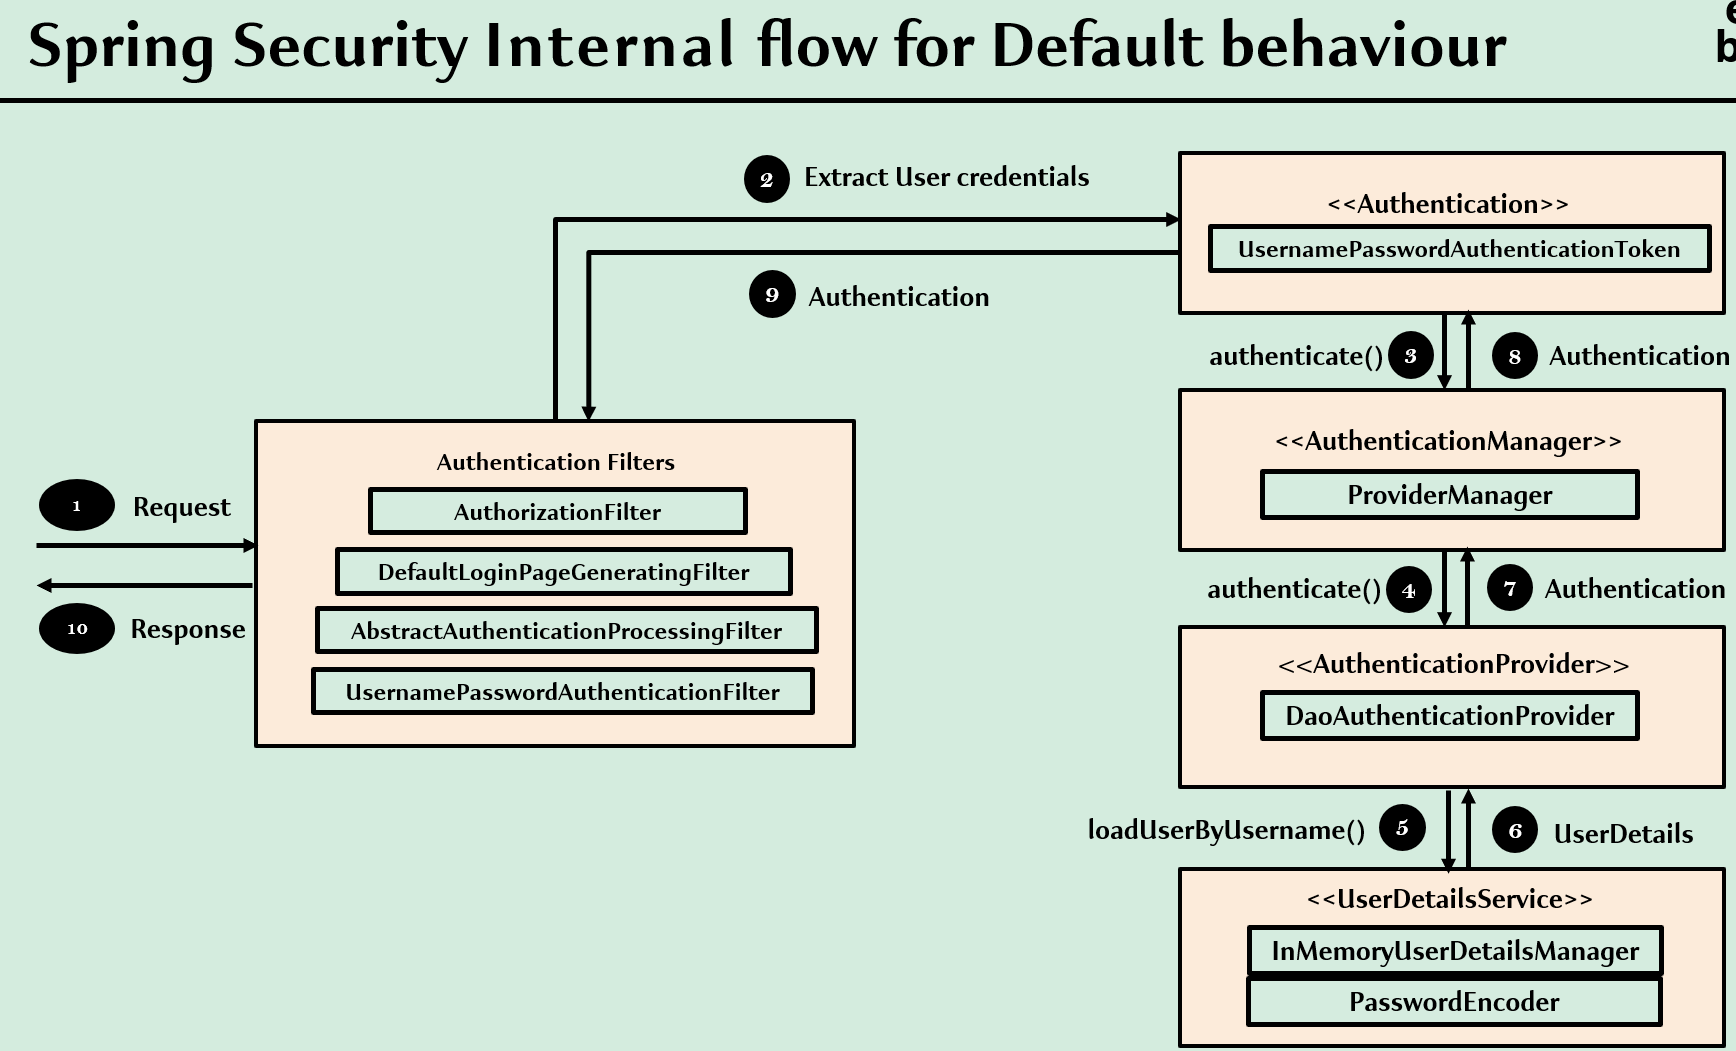 Spring Security Internal flow for Default behaviour
2 Extract User credentials
<<Authentication>>
UsernamePasswordAuthenticationToken
9 Authentication
authenticate() 3
8 Authentication
<<AuthenticationManager>>
ProviderManager
Authentication Filters
AuthorizationFilter
DefaultLoginPageGeneratingFilter
AbstractAuthenticationProcessingFilter
UsernamePasswordAuthenticationFilter
1 Request
10 Response
authenticate() 4
7 Authentication
<<AuthenticationProvider>>
DaoAuthenticationProvider
loadUserByUsername() 5
6 UserDetails
<<UserDetailsService>>
InMemoryUserDetailsManager
PasswordEncoder